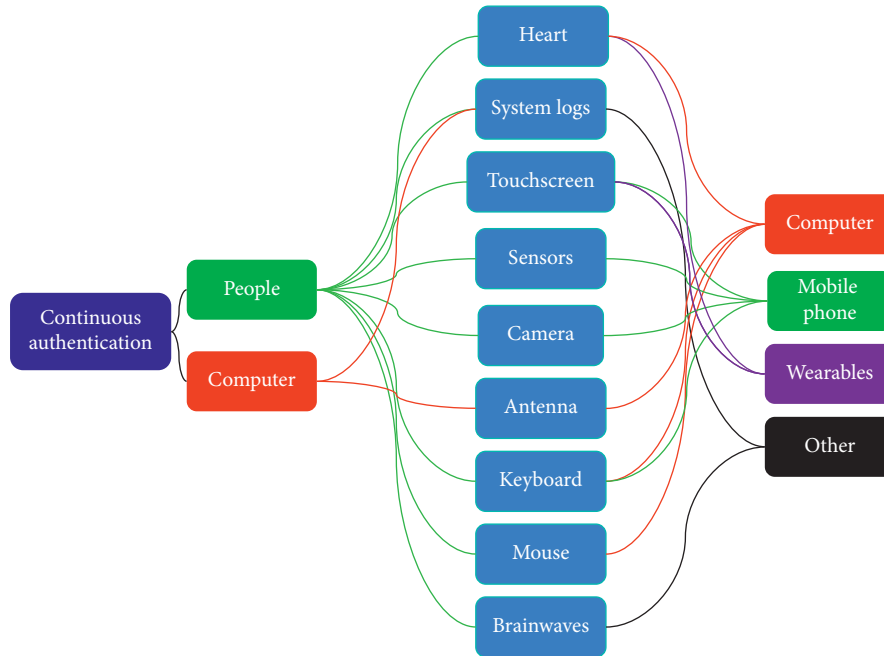 Continuous
authentication
People
Computer
Heart
System logs
Touchscreen
Sensors
Camera
Antenna
Keyboard
Mouse
Brainwaves
Computer
Mobile
phone
Wearables
Other